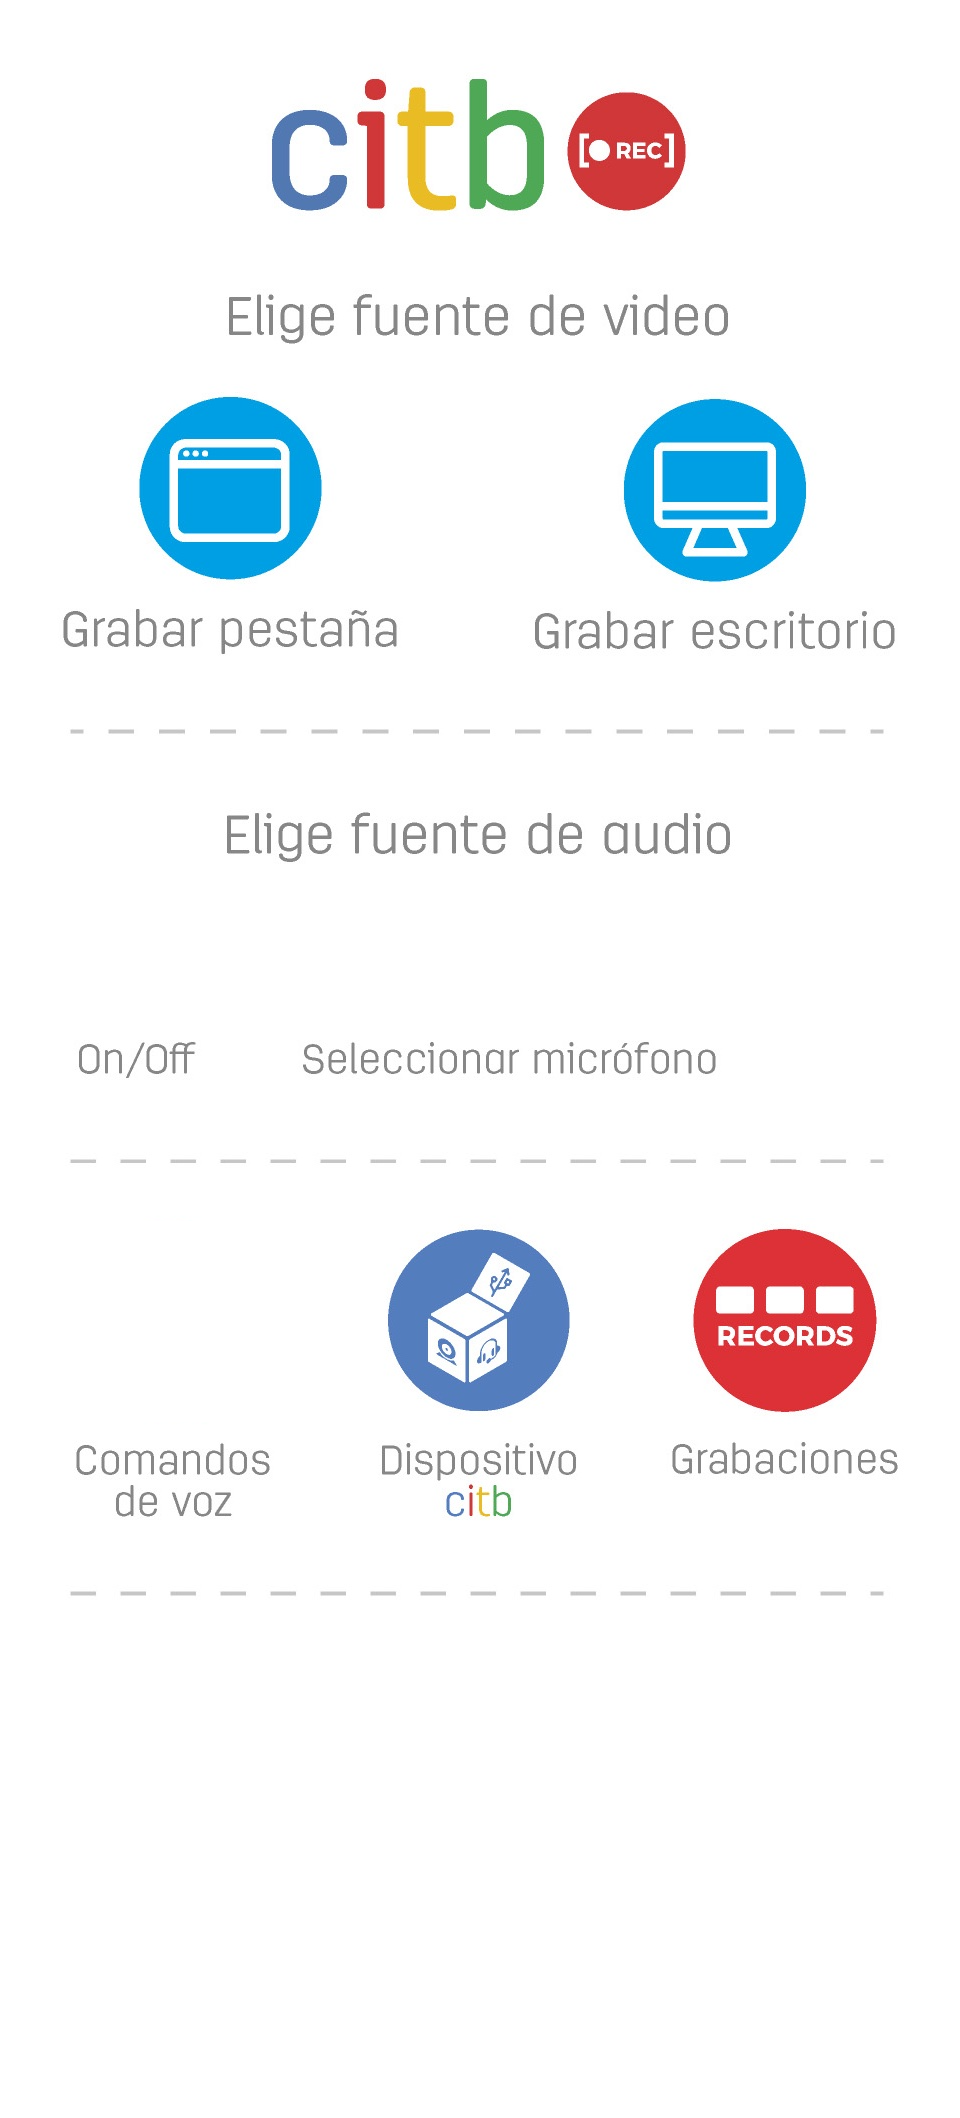 citb [● REC]
Elige fuente de video
Grabar pestaña
Grabar escritorio
Elige fuente de audio
On/Off
Seleccionar micrófono
RECORDS
Comandos
de voz
Dispositivo
citb
Grabaciones